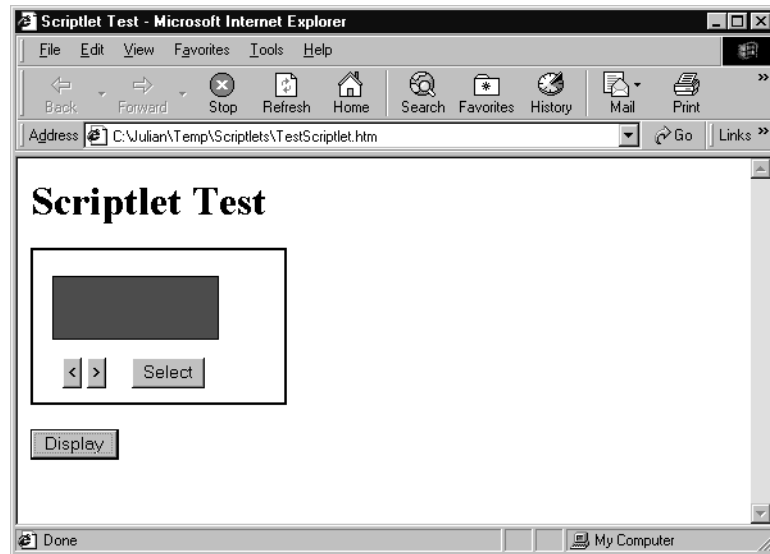 Scriptlet Test - Microsoft Internet Explorer
File Edit View Favorites Tools Help
Back Forward Stop Refresh Home Search Favorites History Mail Print »
Address C:\Julian\Temp\Scriptlets\TestScriptlet.htm Go Links »
Scriptlet Test
< > Select
Display
Done My Computer